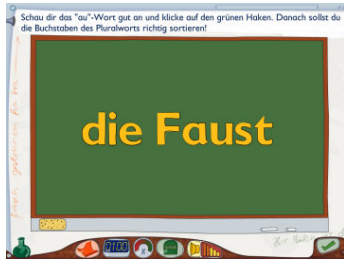 Schau dir das "au"-Wort gut an und klicke auf den grünen Haken. Danach sollst du
die Buchstaben des Pluralworts richtig sortieren!
die Faust